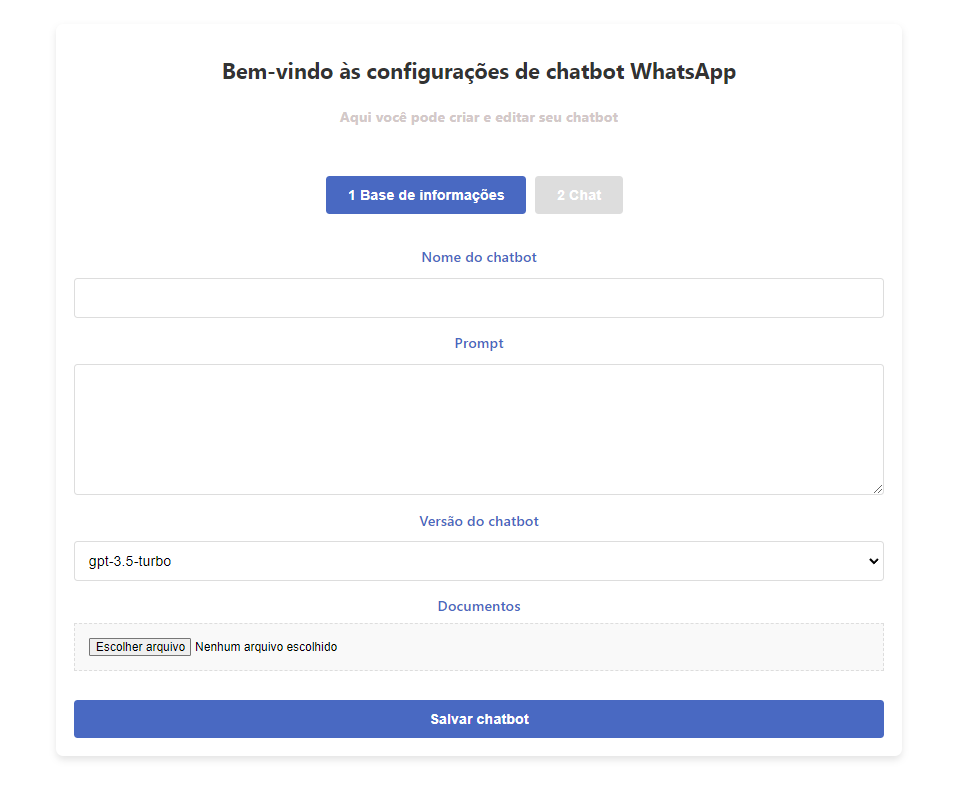 Bem-vindo às configurações de chatbot WhatsApp
Aqui você pode criar e editar seu chatbot
1 Base de informações 2 Chat
Nome do chatbot
Prompt
Versão do chatbot
gpt-3.5-turbo
Documentos
Escolher arquivo Nenhum arquivo escolhido
Salvar chatbot